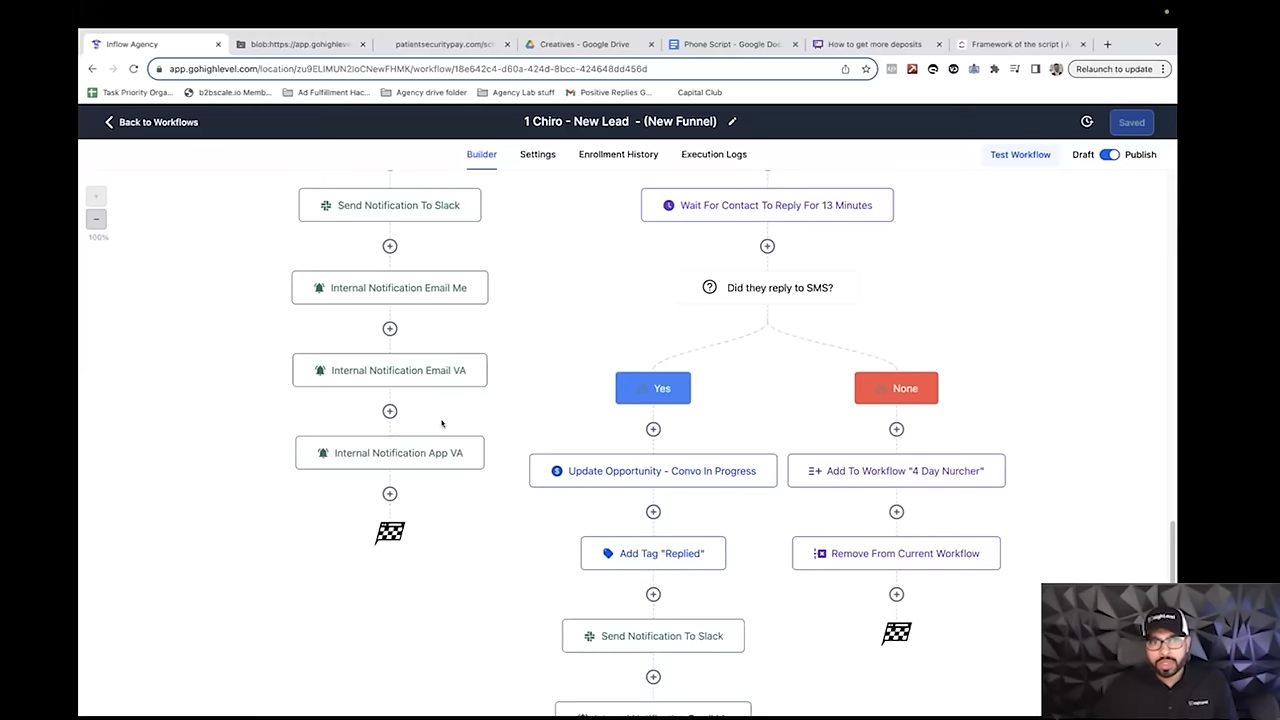 Inflow Agency
blob:https://app.gohighlevel
patientsecuritypay.com/sc
Creatives - Google Drive
Phone Script - Google Doc
How to get more deposits
Framework of the script | A
app.gohighlevel.com/location/zu9ELIMUN2ioCNewFHMK/workflow/18e642c4-d60a-424d-8bcc-424648dd456d
Relaunch to update
Task Priority Orga...
b2bscale.io Memb...
Ad Fulfillment Hac...
Agency drive folder
Agency Lab stuff
Positive Replies G...
Capital Club
Back to Workflows
1 Chiro - New Lead - (New Funnel)
Saved
Builder
Settings
Enrollment History
Execution Logs
Test Workflow
Draft
Publish
100%
Send Notification To Slack
Wait For Contact To Reply For 13 Minutes
Internal Notification Email Me
Did they reply to SMS?
Internal Notification Email VA
Yes
None
Internal Notification App VA
Update Opportunity - Convo In Progress
Add To Workflow "4 Day Nurcher"
Add Tag "Replied"
Remove From Current Workflow
Send Notification To Slack